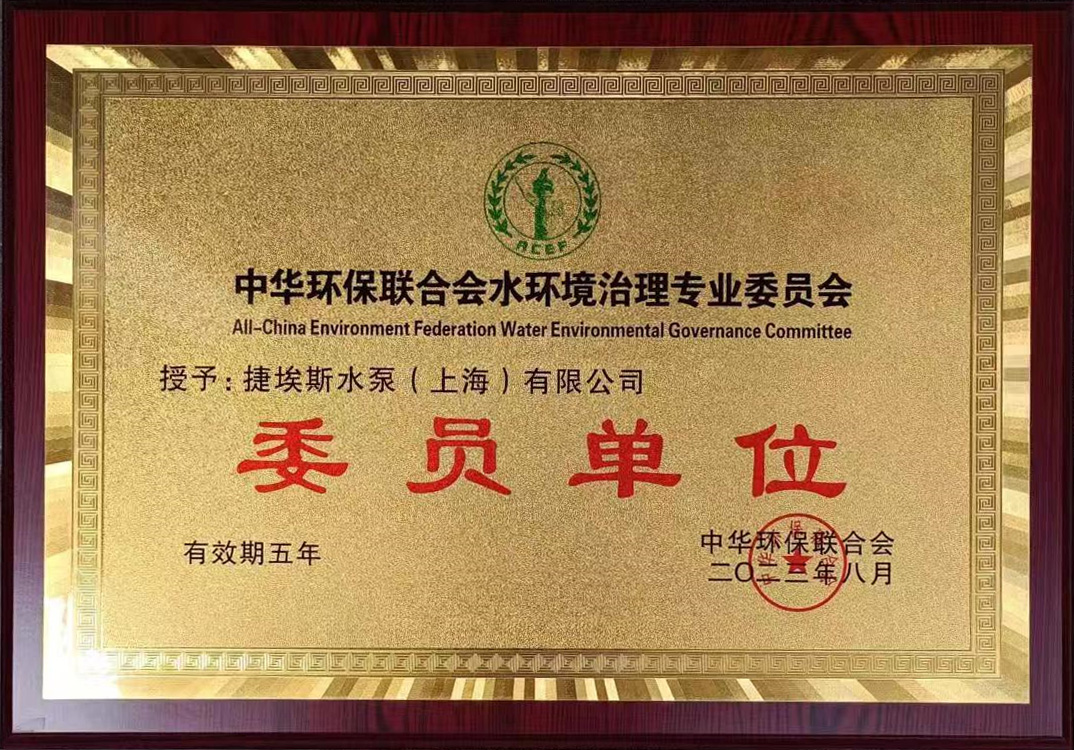 ACEF
中华环保联合会水环境治理专业委员会
All-China Environment Federation Water Environmental Governance Committee
授予：捷埃斯水泵（上海）有限公司
委员单位
有效期五年
中华环保联合会
二〇二三年八月